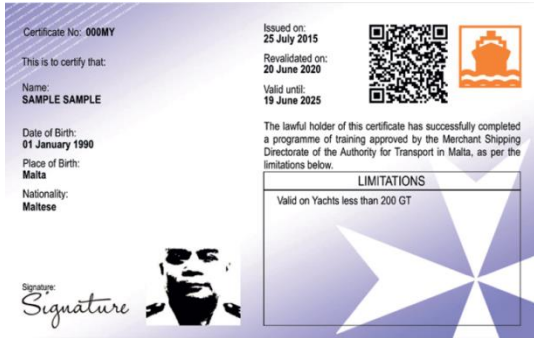 Certificate No: 000MY
This is to certify that:
Name:
SAMPLE SAMPLE
Date of Birth:
01 January 1990
Place of Birth:
Malta
Nationality:
Maltese
Signature:
Signature
Issued on:
25 July 2015
Revalidated on:
20 June 2020
Valid until:
19 June 2025
The lawful holder of this certificate has successfully completed
a programme of training approved by the Merchant Shipping
Directorate of the Authority for Transport in Malta, as per the
limitations below.
LIMITATIONS
Valid on Yachts less than 200 GT